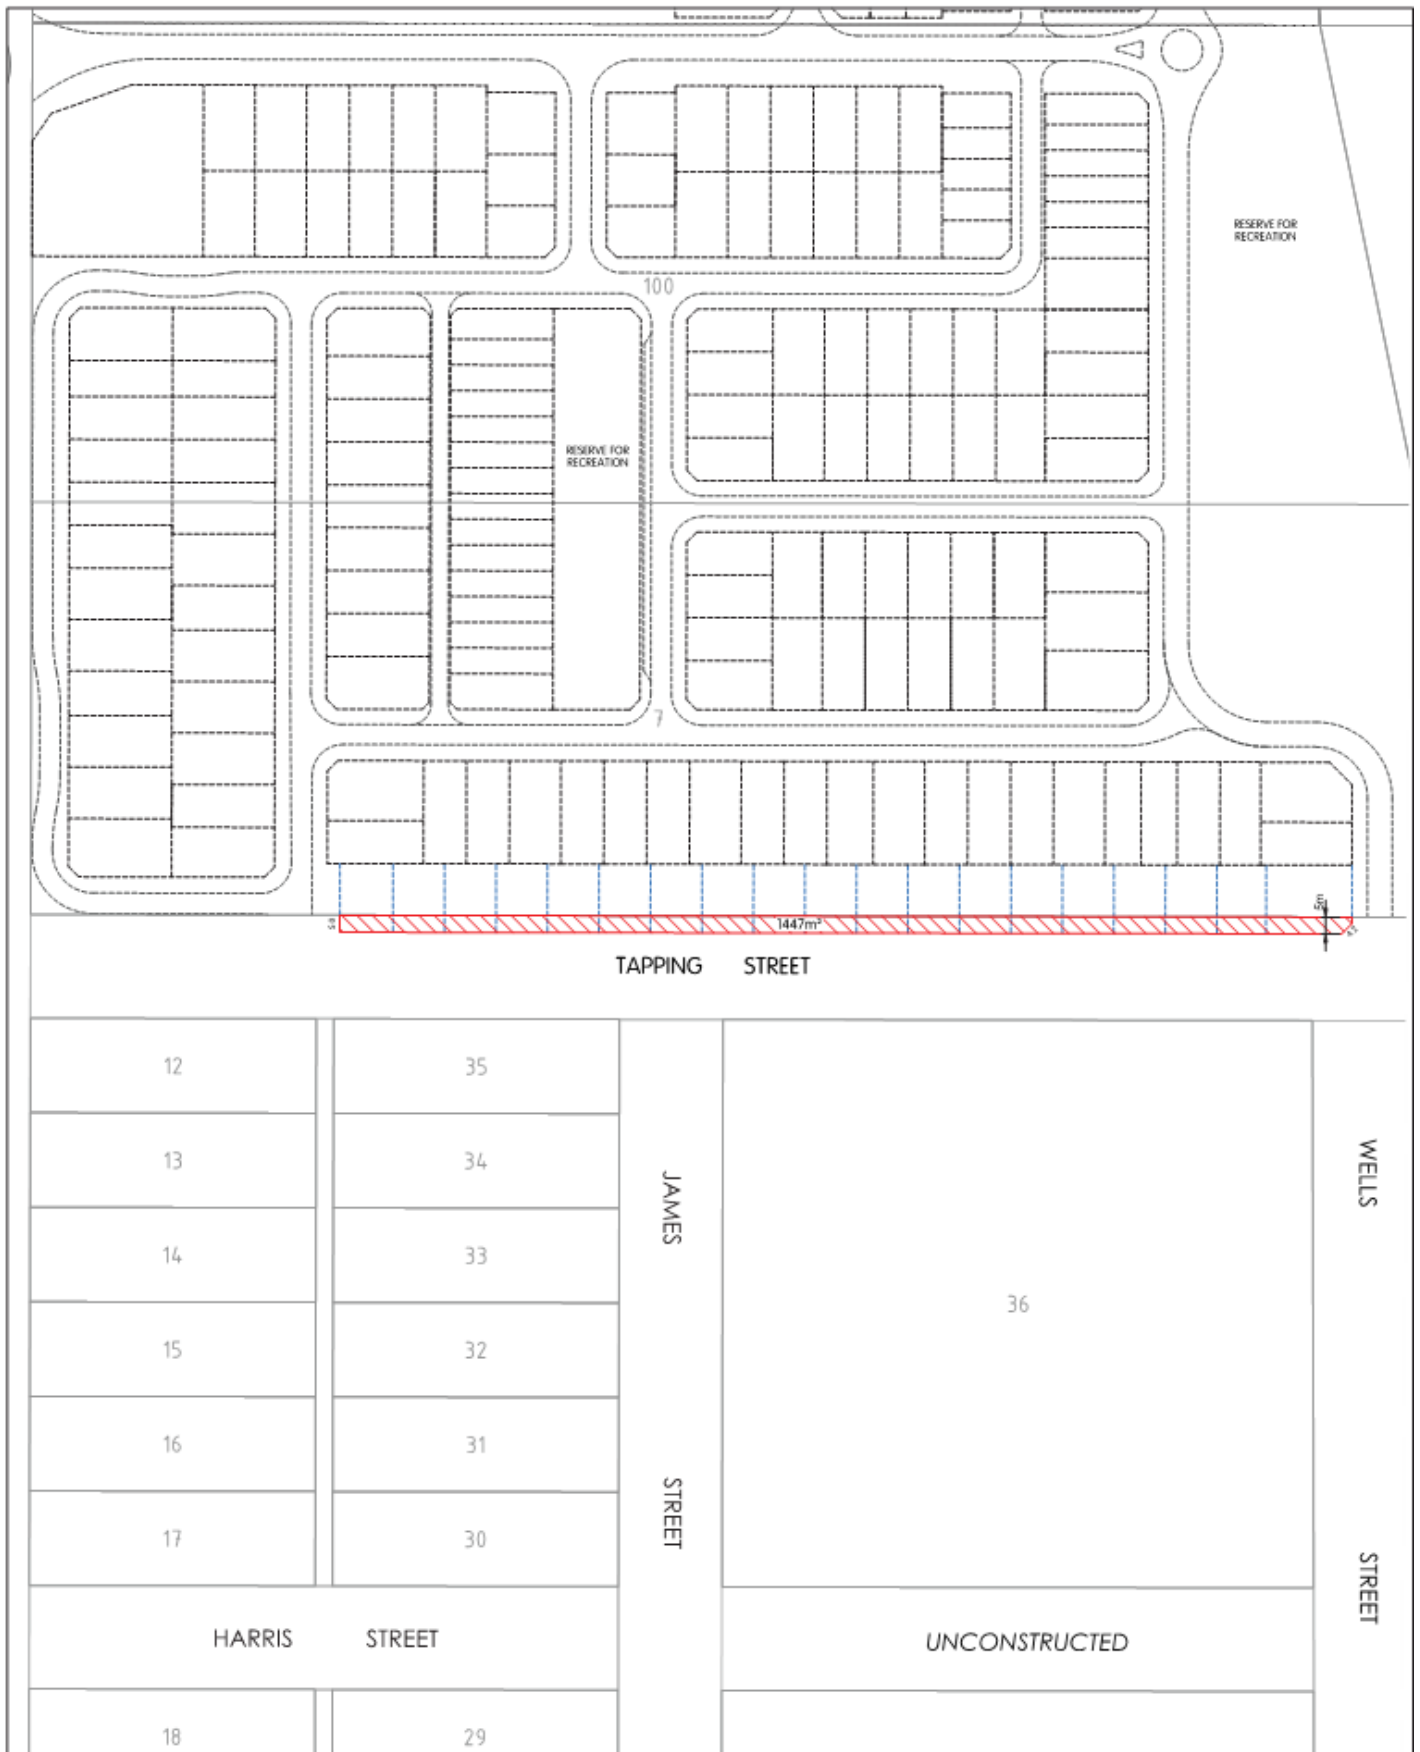 RESERVE FOR
RECREATION
100
RESERVE FOR
RECREATION
7
5m
1447m²
TAPPING STREET
12
35
13
34
JAMES
WELLS
14
33
36
15
32
16
31
STREET
17
30
STREET
HARRIS STREET
UNCONSTRUCTED
18
29